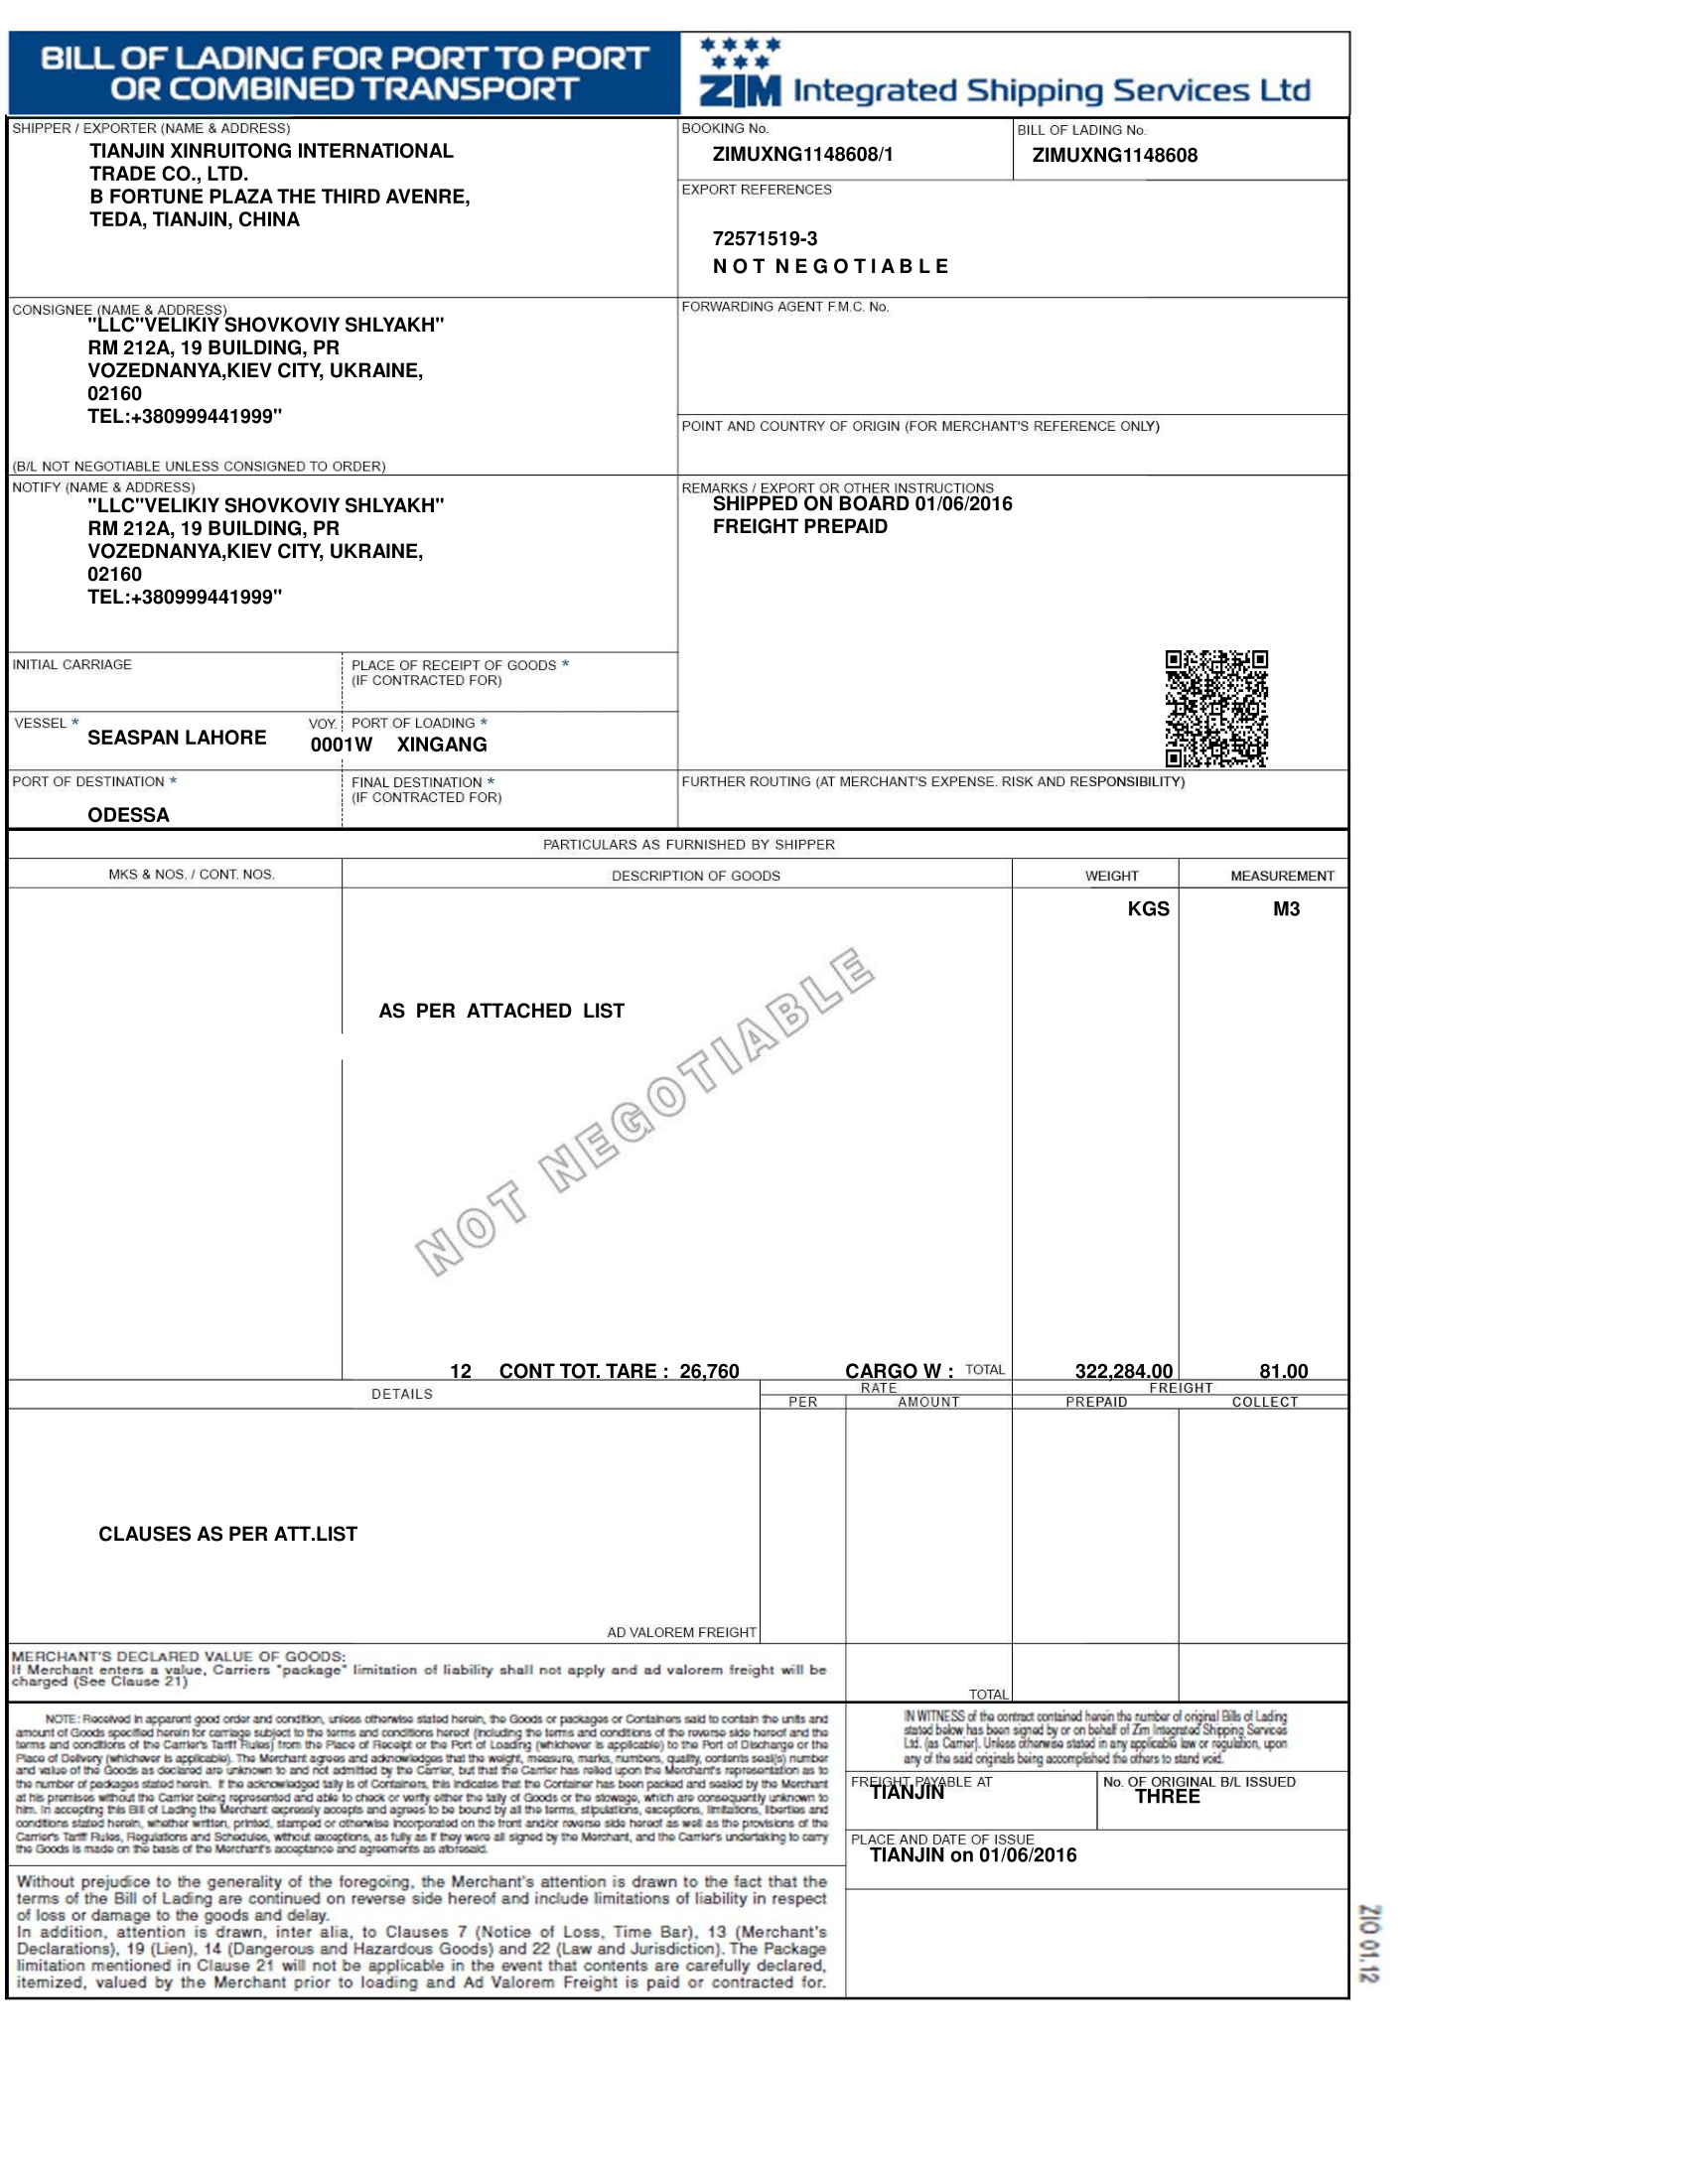 BILL OF LADING FOR PORT TO PORT
OR COMBINED TRANSPORT
ZIM Integrated Shipping Services Ltd
SHIPPER / EXPORTER (NAME & ADDRESS)
TIANJIN XINRUITONG INTERNATIONAL
TRADE CO., LTD.
B FORTUNE PLAZA THE THIRD AVENRE,
TEDA, TIANJIN, CHINA
BOOKING No.
ZIMUXNG1148608/1
BILL OF LADING No.
ZIMUXNG1148608
EXPORT REFERENCES
72571519-3
N O T  N E G O T I A B L E
CONSIGNEE (NAME & ADDRESS)
"LLC"VELIKIY SHOVKOVIY SHLYAKH"
RM 212A, 19 BUILDING, PR
VOZEDNANYA,KIEV CITY, UKRAINE,
02160
TEL:+380999441999"
(B/L NOT NEGOTIABLE UNLESS CONSIGNED TO ORDER)
FORWARDING AGENT F.M.C. No.
POINT AND COUNTRY OF ORIGIN (FOR MERCHANT'S REFERENCE ONLY)
NOTIFY (NAME & ADDRESS)
"LLC"VELIKIY SHOVKOVIY SHLYAKH"
RM 212A, 19 BUILDING, PR
VOZEDNANYA,KIEV CITY, UKRAINE,
02160
TEL:+380999441999"
REMARKS / EXPORT OR OTHER INSTRUCTIONS
SHIPPED ON BOARD 01/06/2016
FREIGHT PREPAID
INITIAL CARRIAGE
PLACE OF RECEIPT OF GOODS *
(IF CONTRACTED FOR)
VESSEL *
SEASPAN LAHORE
VOY.
0001W
PORT OF LOADING *
XINGANG
PORT OF DESTINATION *
ODESSA
FINAL DESTINATION *
(IF CONTRACTED FOR)
FURTHER ROUTING (AT MERCHANT'S EXPENSE. RISK AND RESPONSIBILITY)
PARTICULARS AS FURNISHED BY SHIPPER
MKS & NOS. / CONT. NOS. DESCRIPTION OF GOODS WEIGHT MEASUREMENT
KGS M3
AS PER ATTACHED LIST
NOT NEGOTIABLE
12 CONT TOT. TARE : 26,760 CARGO W : TOTAL 322,284.00 81.00
DETAILS RATE FREIGHT
PER AMOUNT PREPAID COLLECT
CLAUSES AS PER ATT.LIST
AD VALOREM FREIGHT
MERCHANT'S DECLARED VALUE OF GOODS:
If Merchant enters a value, Carriers "package" limitation of liability shall not apply and ad valorem freight will be
charged (See Clause 21)
TOTAL
NOTE: Received in apparent good order and condition, unless otherwise stated herein, the Goods or packages or Containers said to contain the units and
amount of Goods specified herein for carriage subject to the terms and conditions hereof (including the terms and conditions of the reverse side hereof and the
terms and conditions of the Carrier's Tariff Rules) from the Place of Receipt or the Port of Loading (whichever is applicable) to the Port of Discharge or the
Place of Delivery (whichever is applicable). The Merchant agrees and acknowledges that the weight, measure, marks, numbers, quality, contents seal(s) number
and value of the Goods as declared are unknown to and not admitted by the Carrier, but that the Carrier has relied upon the Merchant's representation as to
the number of packages stated herein. If the acknowledged tally is of Containers, this indicates that the Container has been packed and sealed by the Merchant
at his premises without the Carrier being represented and able to check or verify either the tally of Goods or the stowage, which are consequently unknown to
him. In accepting this Bill of Lading the Merchant expressly accepts and agrees to be bound by all the terms, stipulations, exceptions, limitations, liberties and
conditions stated herein, whether written, printed, stamped or otherwise incorporated on the front and/or reverse side hereof as well as the provisions of the
Carrier's Tariff Rules, Regulations and Schedules, without exceptions, as fully as if they were all signed by the Merchant, and the Carrier's undertaking to carry
the Goods is made on the basis of the Merchant's acceptance and agreements as aforesaid.
Without prejudice to the generality of the foregoing, the Merchant's attention is drawn to the fact that the
terms of the Bill of Lading are continued on reverse side hereof and include limitations of liability in respect
of loss or damage to the goods and delay.
In addition, attention is drawn, inter alia, to Clauses 7 (Notice of Loss, Time Bar), 13 (Merchant's
Declarations), 19 (Lien), 14 (Dangerous and Hazardous Goods) and 22 (Law and Jurisdiction). The Package
limitation mentioned in Clause 21 will not be applicable in the event that contents are carefully declared,
itemized, valued by the Merchant prior to loading and Ad Valorem Freight is paid or contracted for.
IN WITNESS of the contract contained herein the number of original Bills of Lading
stated below has been signed by or on behalf of Zim Integrated Shipping Services
Ltd. (as Carrier). Unless otherwise stated in any applicable law or regulation, upon
any of the said originals being accomplished the others to stand void.
FREIGHT PAYABLE AT
TIANJIN
No. OF ORIGINAL B/L ISSUED
THREE
PLACE AND DATE OF ISSUE
TIANJIN on 01/06/2016
ZIO 01.12